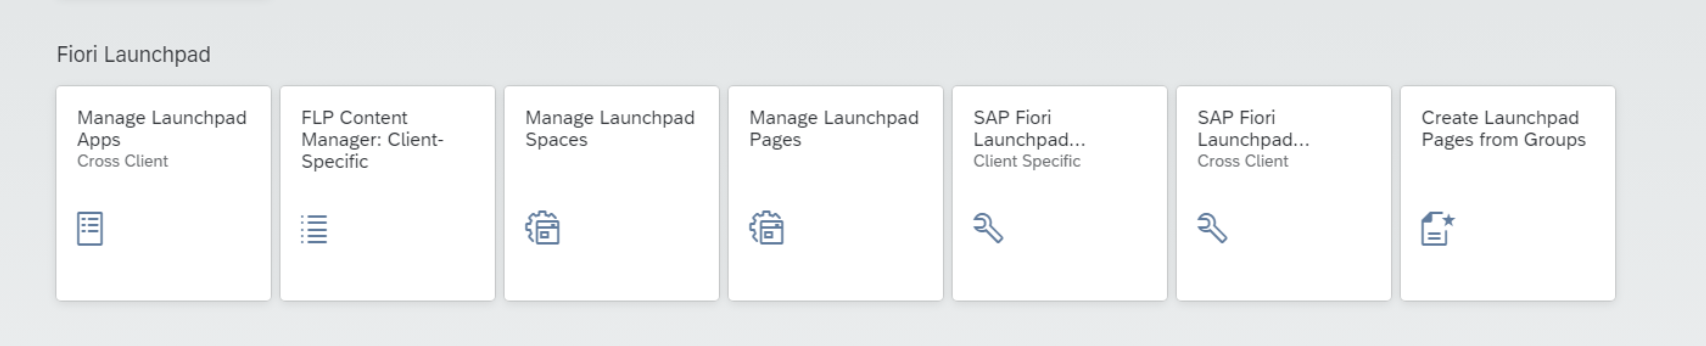 Fiori Launchpad
Manage Launchpad
Apps
Cross Client
FLP Content
Manager: Client-
Specific
Manage Launchpad
Spaces
Manage Launchpad
Pages
SAP Fiori
Launchpad...
Client Specific
SAP Fiori
Launchpad...
Cross Client
Create Launchpad
Pages from Groups